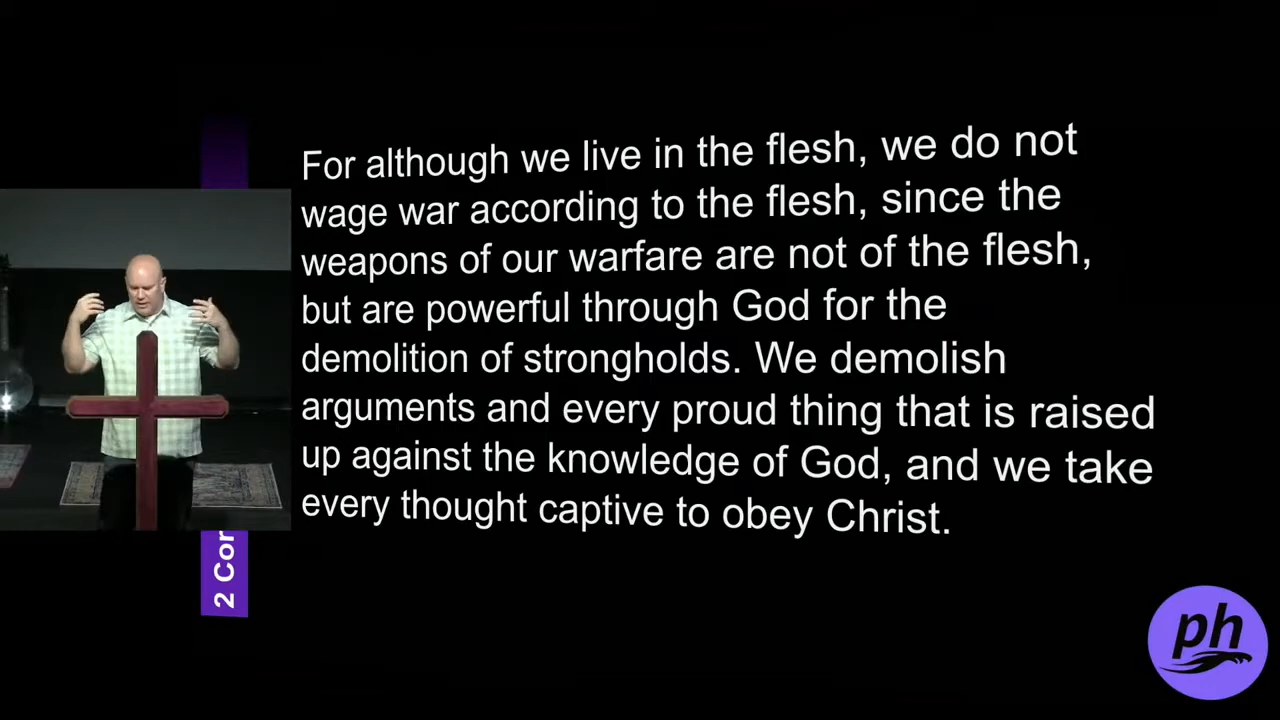 For although we live in the flesh, we do not
wage war according to the flesh, since the
weapons of our warfare are not of the flesh,
but are powerful through God for the
demolition of strongholds. We demolish
arguments and every proud thing that is raised
up against the knowledge of God, and we take
every thought captive to obey Christ.
2 Cor
ph